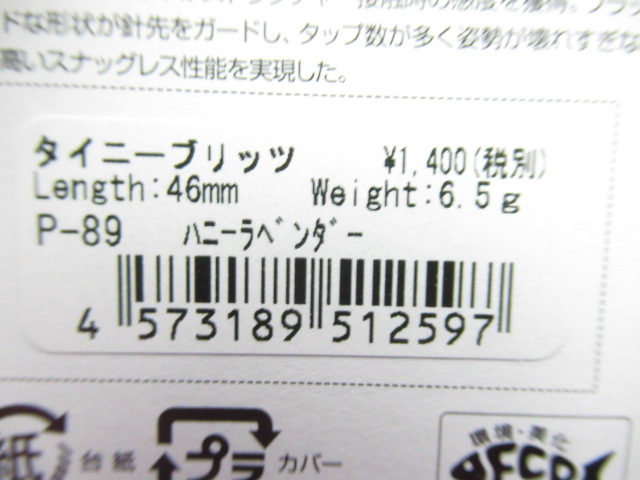 ドな形状が針先をガードし、タップ数が多く姿勢が壊れすぎな
高いスナッグレス性能を実現した。
タイニーブリッツ ¥1,400(税別)
Length:46mm Weight:6.5g
P-89 ハニーラベンダー
4 573189 512597
紙 台紙 プラ カバー
環境・美化